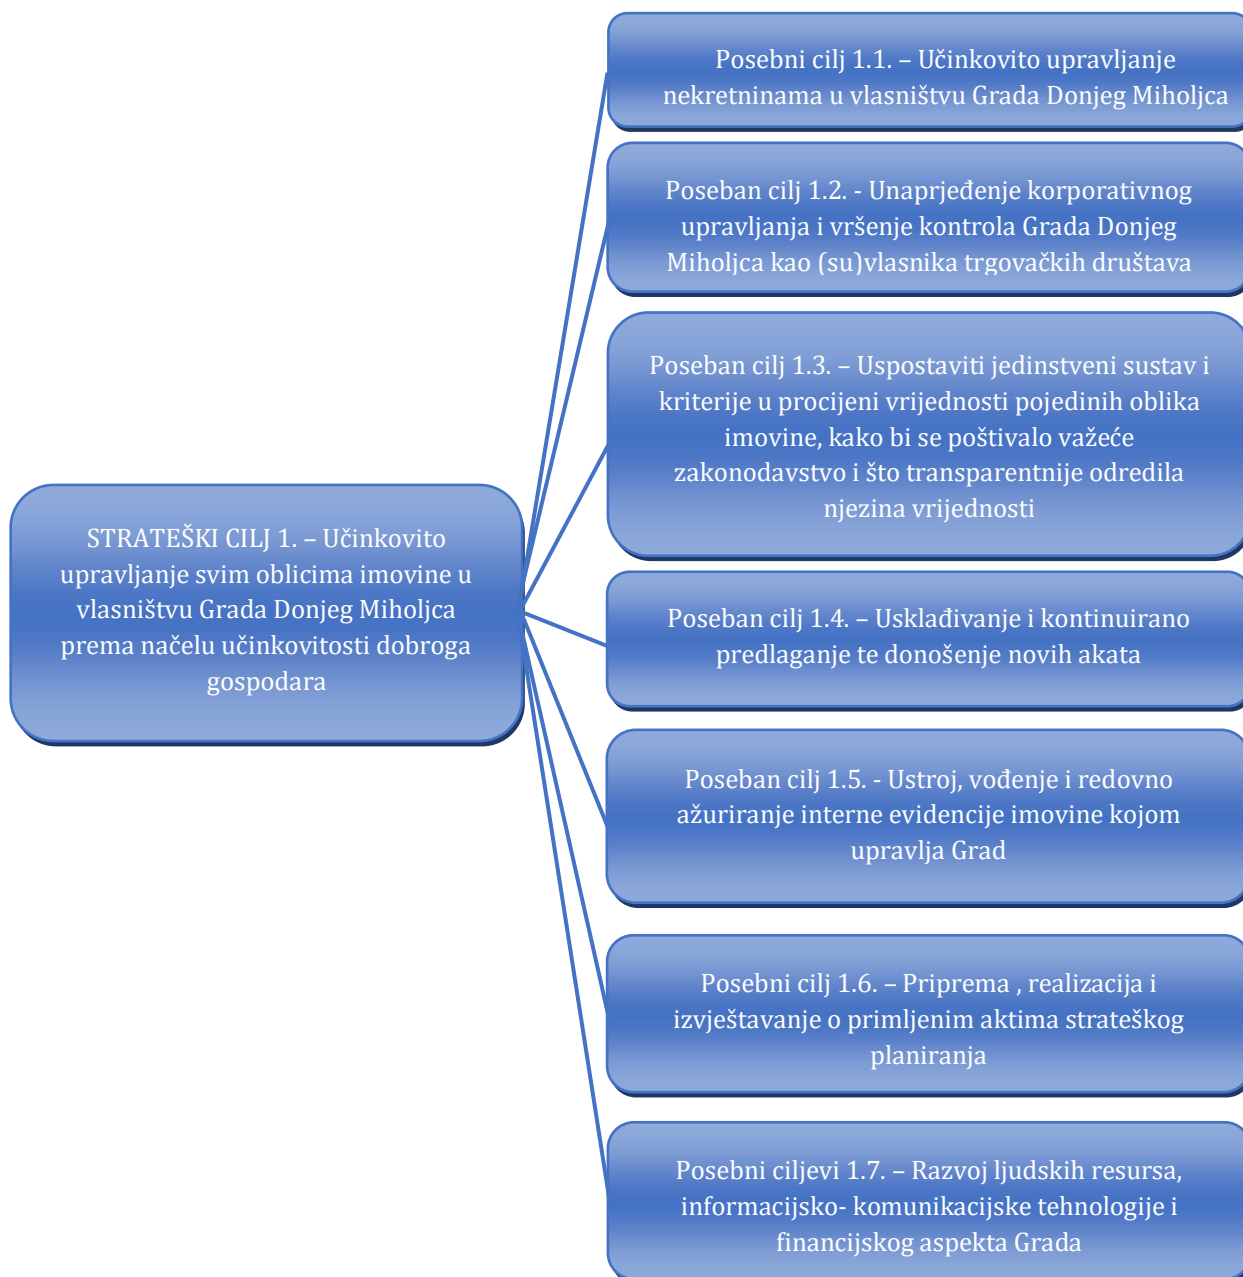 STRATEŠKI CILJ 1. – Učinkovito
upravljanje svim oblicima imovine u
vlasništvu Grada Donjeg Miholjca
prema načelu učinkovitosti dobroga
gospodara
Posebni cilj 1.1. – Učinkovito upravljanje
nekretninama u vlasništvu Grada Donjeg Miholjca
Poseban cilj 1.2. - Unaprjeđenje korporativnog
upravljanja i vršenje kontrola Grada Donjeg
Miholjca kao (su)vlasnika trgovačkih društava
Poseban cilj 1.3. – Uspostaviti jedinstveni sustav i
kriterije u procijeni vrijednosti pojedinih oblika
imovine, kako bi se poštivalo važeće
zakonodavstvo i što transparentnije odredila
njezina vrijednosti
Poseban cilj 1.4. – Usklađivanje i kontinuirano
predlaganje te donošenje novih akata
Poseban cilj 1.5. - Ustroj, vođenje i redovno
ažuriranje interne evidencije imovine kojom
upravlja Grad
Posebni cilj 1.6. – Priprema , realizacija i
izvještavanje o primljenim aktima strateškog
planiranja
Posebni ciljevi 1.7. – Razvoj ljudskih resursa,
informacijsko- komunikacijske tehnologije i
financijskog aspekta Grada